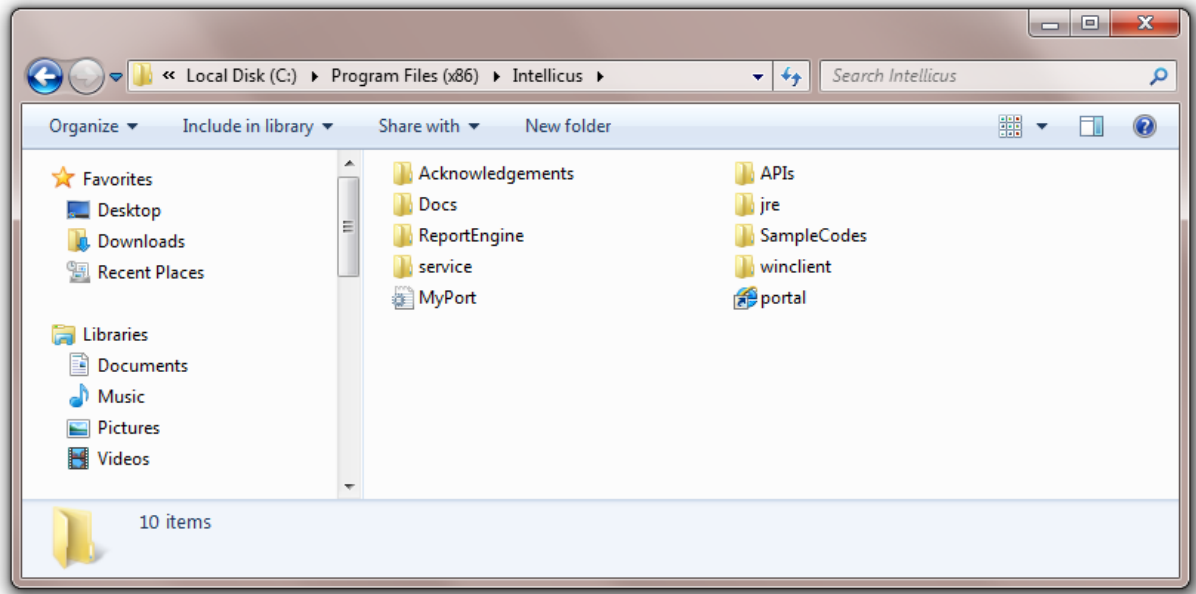 « Local Disk (C:) ▸ Program Files (x86) ▸ Intellicus ▸ Search Intellicus
Organize Include in library Share with New folder
Favorites
Desktop
Downloads
Recent Places
Libraries
Documents
Music
Pictures
Videos
Acknowledgements APIs
Docs jre
ReportEngine SampleCodes
service winclient
MyPort portal
10 items